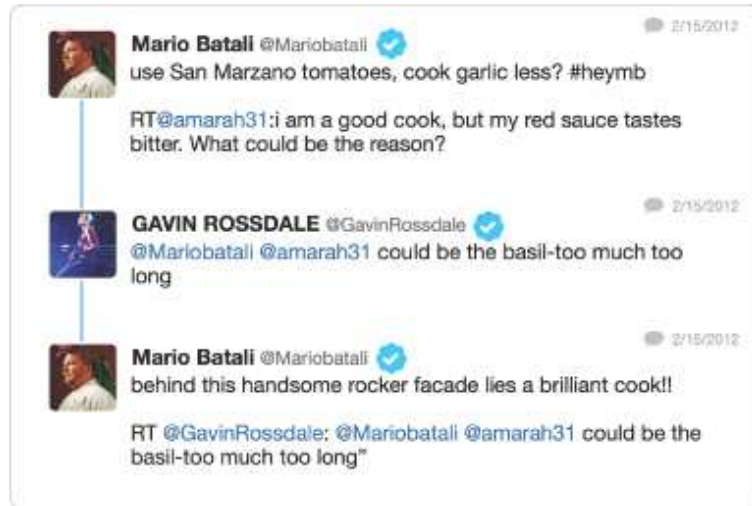 2/15/2012
Mario Batali @Mariobatali
use San Marzano tomatoes, cook garlic less? #heymb
RT@amarah31:i am a good cook, but my red sauce tastes
bitter. What could be the reason?
2/15/2012
GAVIN ROSSDALE @GavinRossdale
@Mariobatali @amarah31 could be the basil-too much too
long
2/15/2012
Mario Batali @Mariobatali
behind this handsome rocker facade lies a brilliant cook!!
RT @GavinRossdale: @Mariobatali @amarah31 could be the
basil-too much too long”